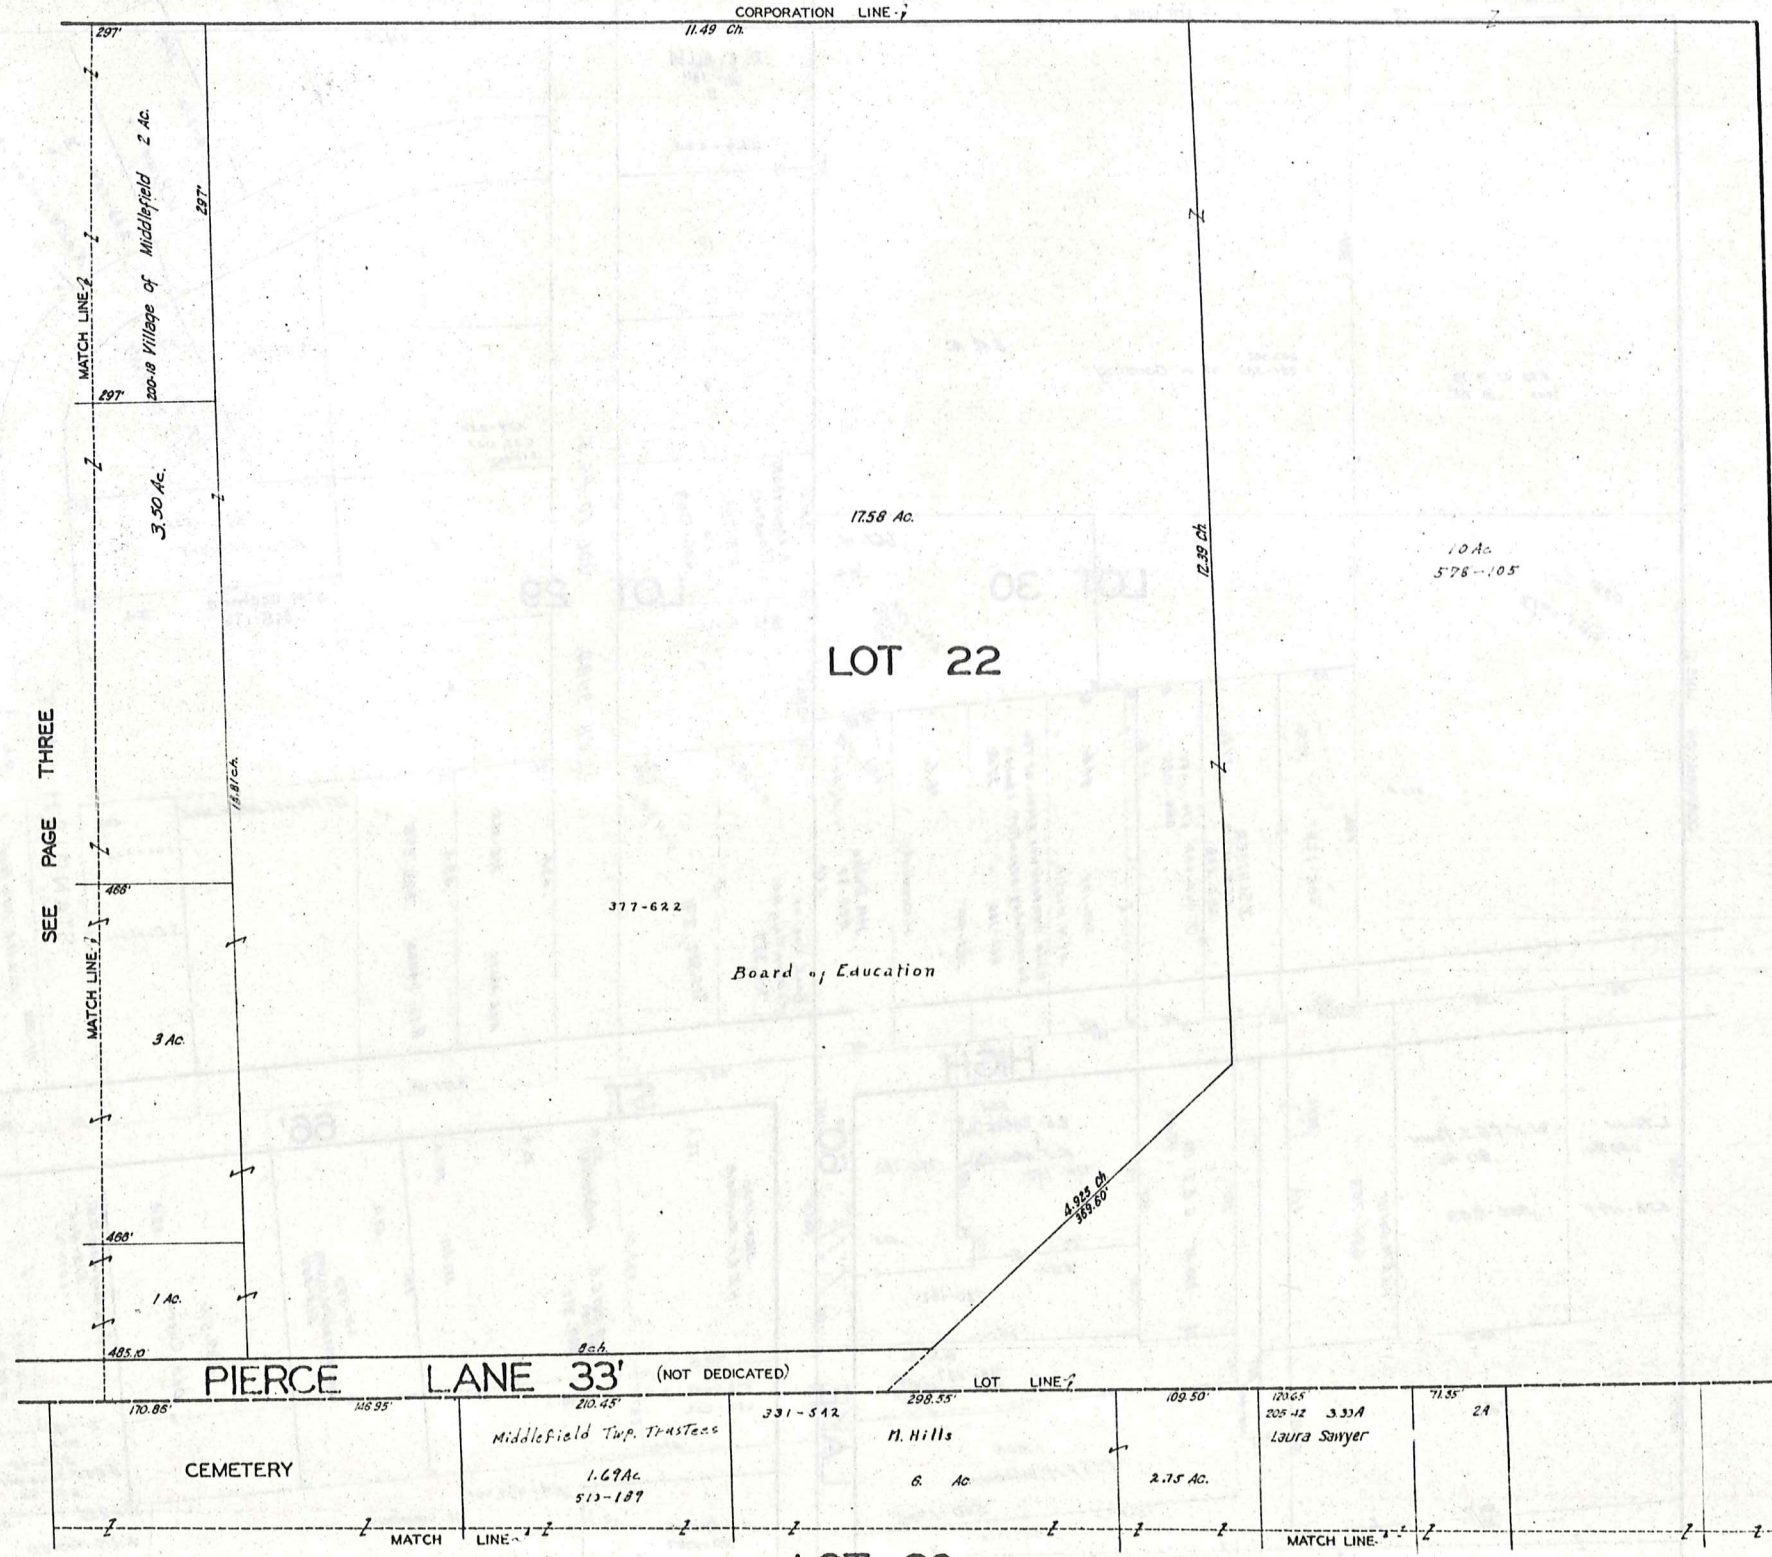 CORPORATION LINE
297'
11.49 Ch.
200-18 Village of Middlefield 2 Ac.
297'
MATCH LINE
297'
3.50 Ac.
17.58 Ac.
12.39 Ch.
10 Ac.
578-105
LOT 22
SEE PAGE THREE
15.81 ch.
466'
377-622
Board of Education
MATCH LINE
3 Ac.
4.925 Ch
369.60'
466'
1 Ac.
485.10'
8 ch.
PIERCE LANE 33' (NOT DEDICATED)
LOT LINE
170.86'
146.95'
210.45'
331-542
298.55'
109.50'
120.65
71.35'
205-42 3.33A
2A
Middlefield Twp. Trustees
M. Hills
Laura Sawyer
CEMETERY
1.69 Ac
6. Ac.
2.75 AC.
513-189
MATCH LINE
MATCH LINE